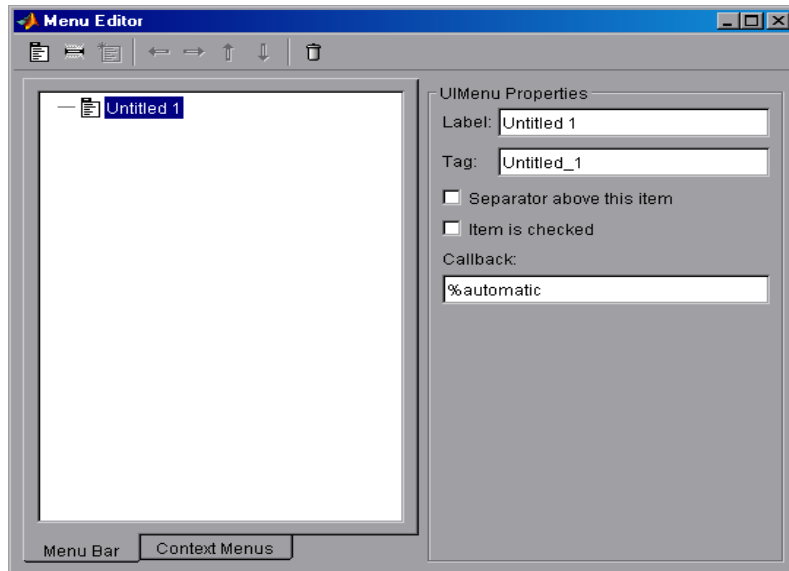 Menu Editor
Untitled 1
UIMenu Properties
Label: Untitled 1
Tag: Untitled_1
Separator above this item
Item is checked
Callback:
%automatic
Menu Bar
Context Menus